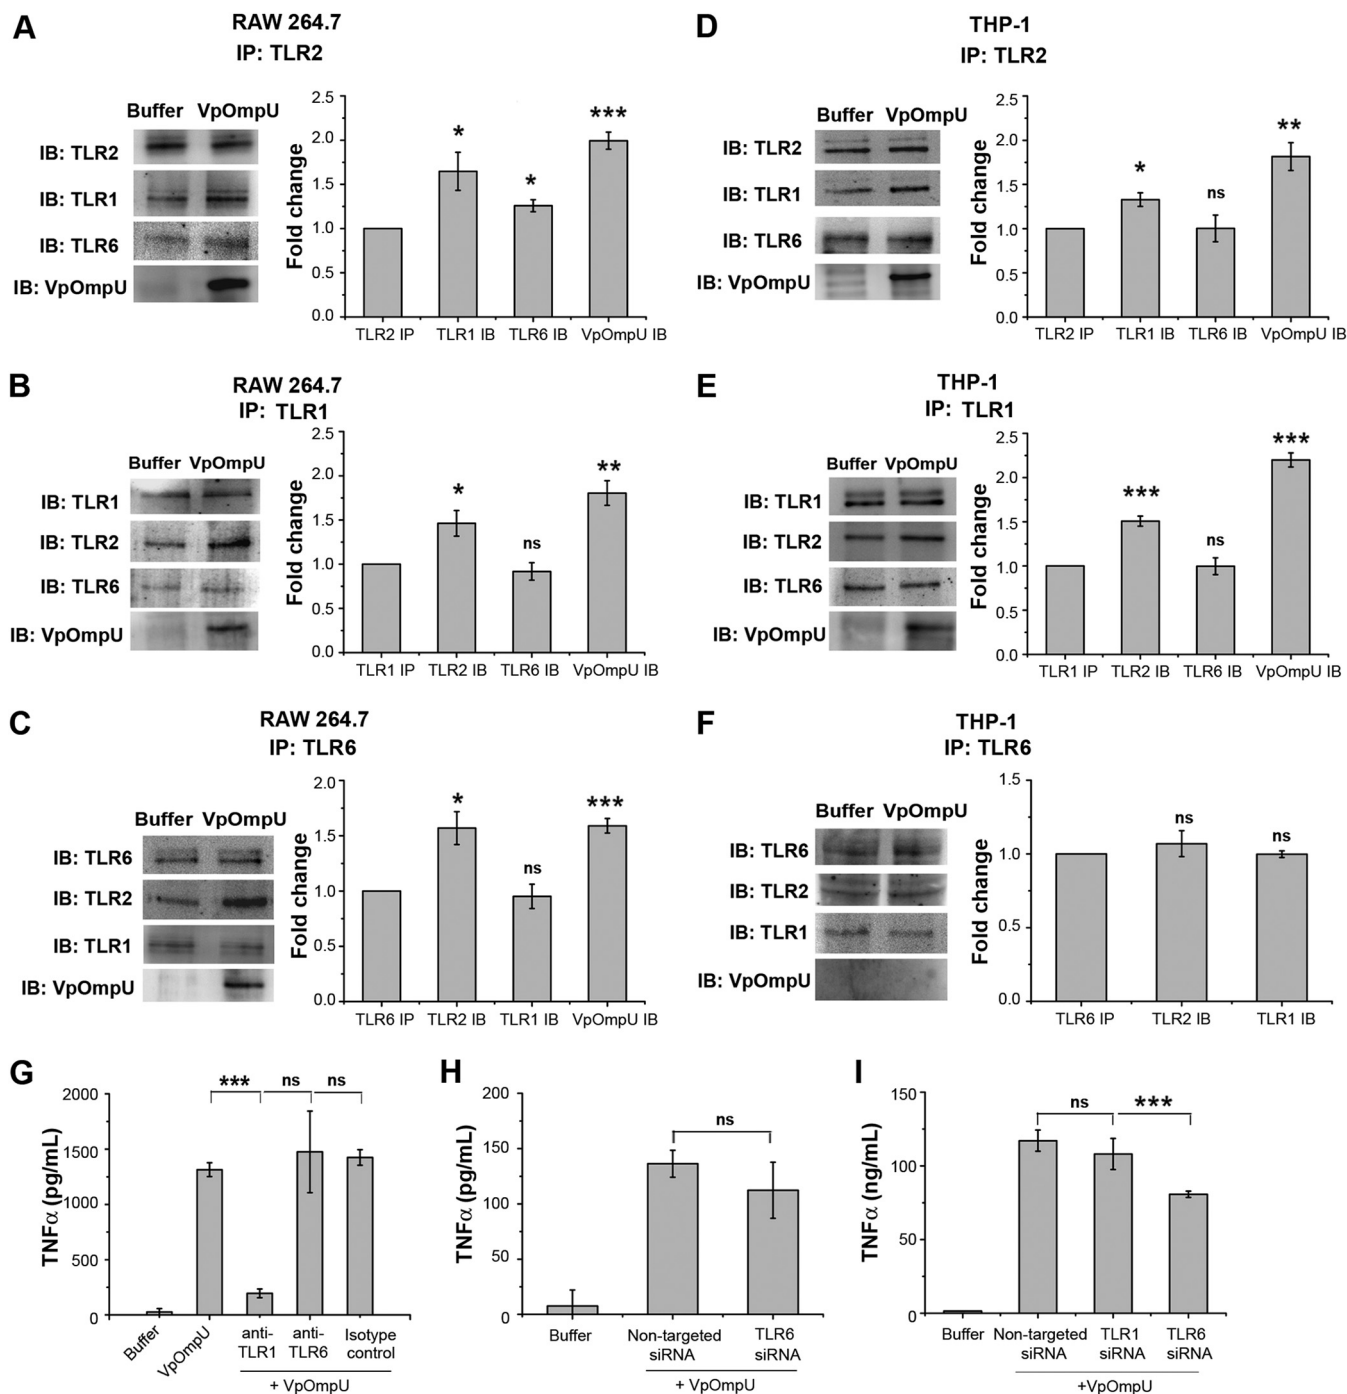 A
RAW 264.7
IP: TLR2
Buffer VpOmpU
IB: TLR2
IB: TLR1
IB: TLR6
IB: VpOmpU
Fold change
2.5
2.0
1.5
1.0
0.5
0.0
*
*
***
TLR2 IP TLR1 IB TLR6 IB VpOmpU IB
D
THP-1
IP: TLR2
Buffer VpOmpU
IB: TLR2
IB: TLR1
IB: TLR6
IB: VpOmpU
Fold change
2.5
2.0
1.5
1.0
0.5
0.0
*
ns
**
TLR2 IP TLR1 IB TLR6 IB VpOmpU IB
B
RAW 264.7
IP: TLR1
Buffer VpOmpU
IB: TLR1
IB: TLR2
IB: TLR6
IB: VpOmpU
Fold change
2.5
2.0
1.5
1.0
0.5
0.0
*
ns
**
TLR1 IP TLR2 IB TLR6 IB VpOmpU IB
E
THP-1
IP: TLR1
Buffer VpOmpU
IB: TLR1
IB: TLR2
IB: TLR6
IB: VpOmpU
Fold change
2.5
2.0
1.5
1.0
0.5
0.0
***
ns
***
TLR1 IP TLR2 IB TLR6 IB VpOmpU IB
C
RAW 264.7
IP: TLR6
Buffer VpOmpU
IB: TLR6
IB: TLR2
IB: TLR1
IB: VpOmpU
Fold change
2.0
1.5
1.0
0.5
0.0
*
ns
***
TLR6 IP TLR2 IB TLR1 IB VpOmpU IB
F
THP-1
IP: TLR6
Buffer VpOmpU
IB: TLR6
IB: TLR2
IB: TLR1
IB: VpOmpU
Fold change
1.5
1.0
0.5
0.0
ns
ns
TLR6 IP TLR2 IB TLR1 IB
G
TNFα (pg/mL)
2000
1500
1000
500
0
*** ns ns
Buffer VpOmpU anti-TLR1 anti-TLR6 Isotype control
+ VpOmpU
H
TNFα (pg/mL)
200
150
100
50
0
ns
Buffer Non-targeted siRNA TLR6 siRNA
+ VpOmpU
I
TNFα (ng/mL)
150
100
50
0
ns ***
Buffer Non-targeted siRNA TLR1 siRNA TLR6 siRNA
+VpOmpU